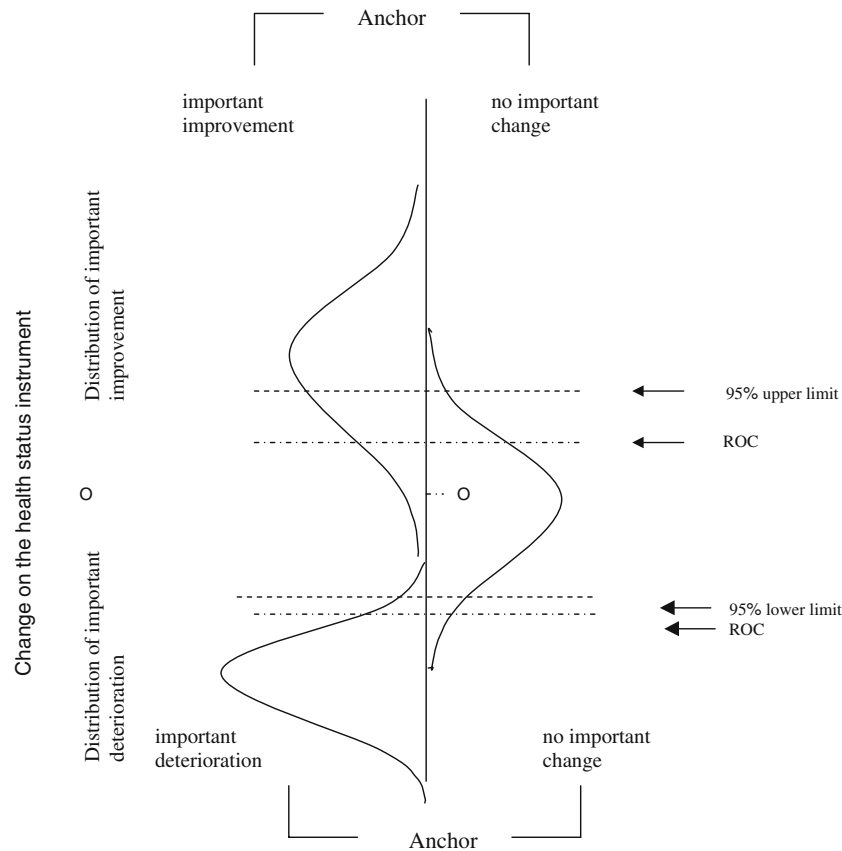 Anchor
important
improvement
no important
change
Change on the health status instrument
Distribution of important
improvement
95% upper limit
ROC
O
O
Distribution of important
deterioration
95% lower limit
ROC
important
deterioration
no important
change
Anchor